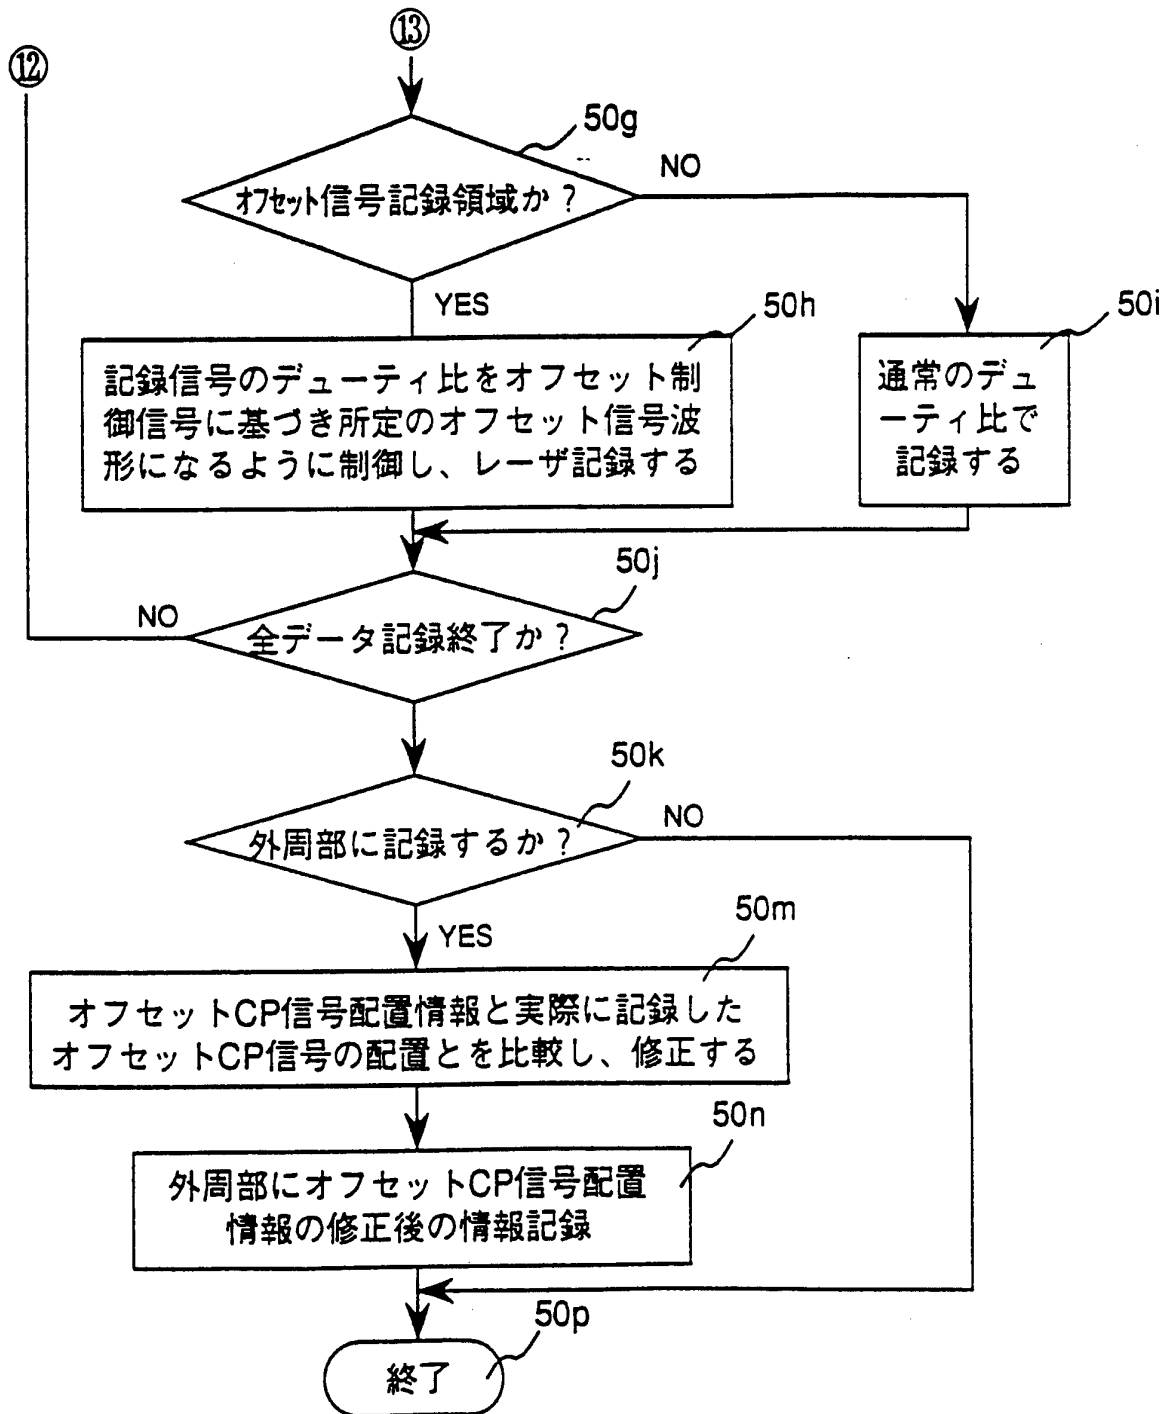 ⑬
⑫
50g
オフセット信号記録領域か？
NO
YES
50h
50i
記録信号のデューティ比をオフセット制
御信号に基づき所定のオフセット信号波
形になるように制御し、レーザ記録する
通常のデュ
ーティ比で
記録する
50j
NO
全データ記録終了か？
50k
外周部に記録するか？
NO
YES
50m
オフセットCP信号配置情報と実際に記録した
オフセットCP信号の配置とを比較し、修正する
50n
外周部にオフセットCP信号配置
情報の修正後の情報記録
50p
終了